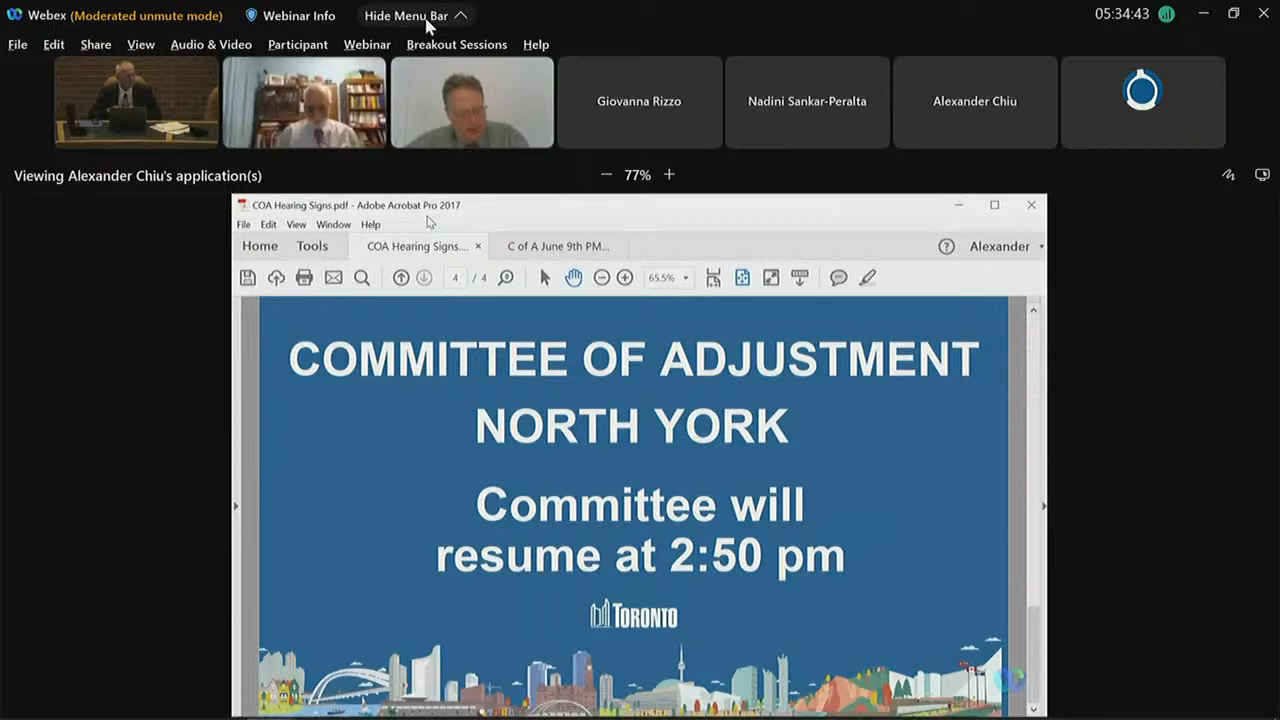 Webex (Moderated unmute mode) Webinar Info Hide Menu Bar 05:34:43
File Edit Share View Audio & Video Participant Webinar Breakout Sessions Help
Giovanna Rizzo Nadini Sankar-Peralta Alexander Chiu
Viewing Alexander Chiu's application(s) 77%
COA Hearing Signs.pdf - Adobe Acrobat Pro 2017
File Edit View Window Help
Home Tools COA Hearing Signs.... C of A June 9th PM... Alexander
4 / 4 65.5%
COMMITTEE OF ADJUSTMENT
NORTH YORK
Committee will
resume at 2:50 pm
TORONTO